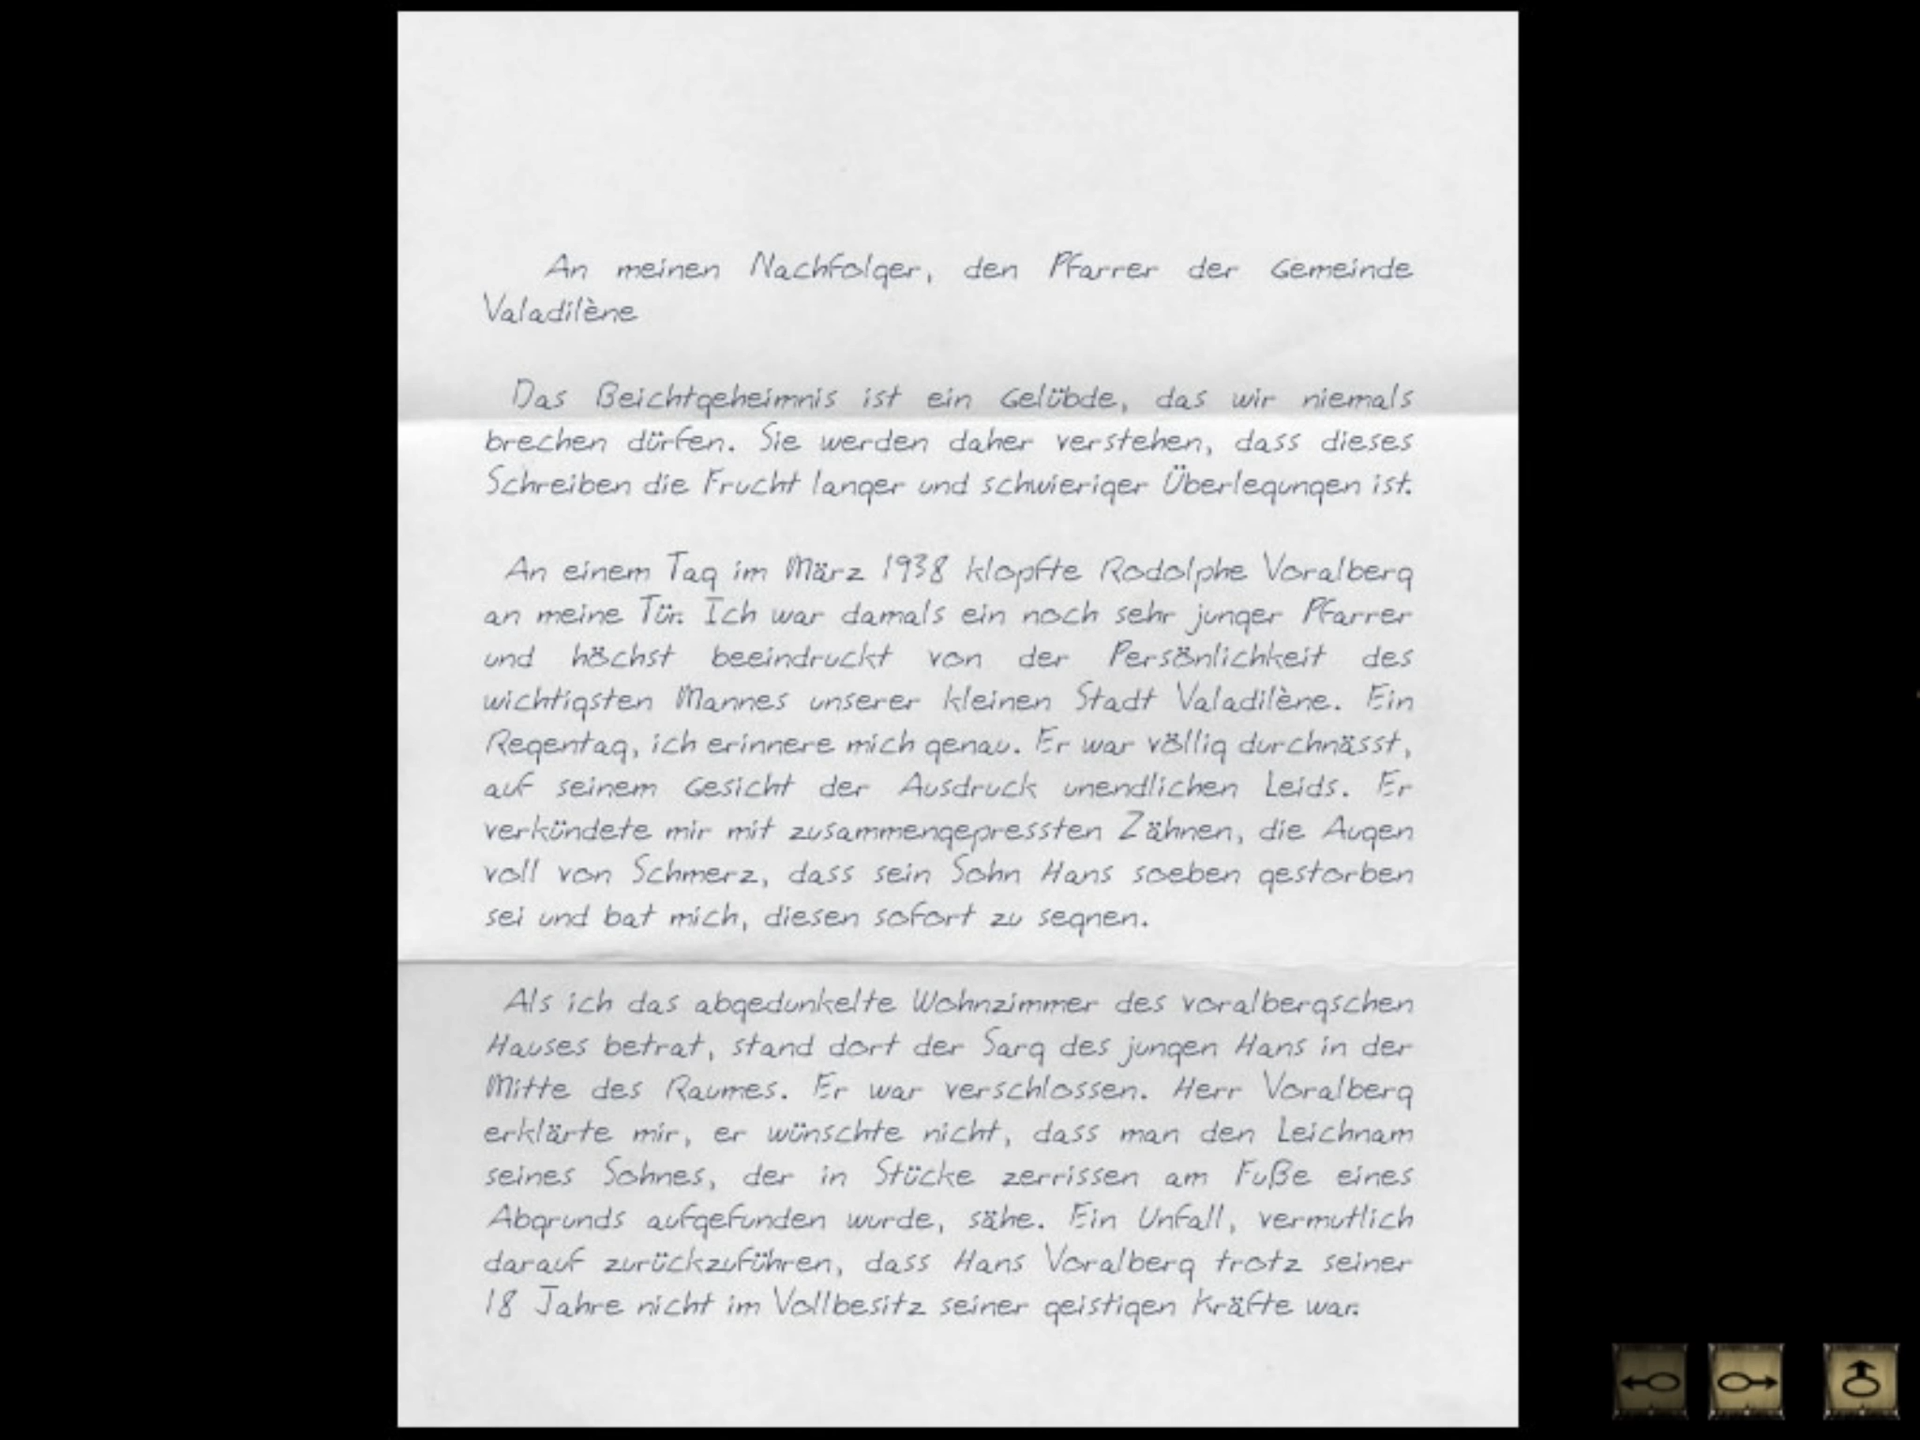 An meinen Nachfolger, den Pfarrer der Gemeinde
Valadilène
Das Beichtgeheimnis ist ein Gelübde, das wir niemals
brechen dürfen. Sie werden daher verstehen, dass dieses
Schreiben die Frucht langer und schwieriger Überlegungen ist.
An einem Tag im März 1938 klopfte Rodolphe Voralberg
an meine Tür. Ich war damals ein noch sehr junger Pfarrer
und höchst beeindruckt von der Persönlichkeit des
wichtigsten Mannes unserer kleinen Stadt Valadilène. Ein
Regentag, ich erinnere mich genau. Er war völlig durchnässt,
auf seinem Gesicht der Ausdruck unendlichen Leids. Er
verkündete mir mit zusammengepressten Zähnen, die Augen
voll von Schmerz, dass sein Sohn Hans soeben gestorben
sei und bat mich, diesen sofort zu segnen.
Als ich das abgedunkelte Wohnzimmer des voralbergschen
Hauses betrat, stand dort der Sarg des jungen Hans in der
Mitte des Raumes. Er war verschlossen. Herr Voralberg
erklärte mir, er wünschte nicht, dass man den Leichnam
seines Sohnes, der in Stücke zerrissen am Fuße eines
Abgrunds aufgefunden wurde, sähe. Ein Unfall, vermutlich
darauf zurückzuführen, dass Hans Voralberg trotz seiner
18 Jahre nicht im Vollbesitz seiner geistigen Kräfte war.